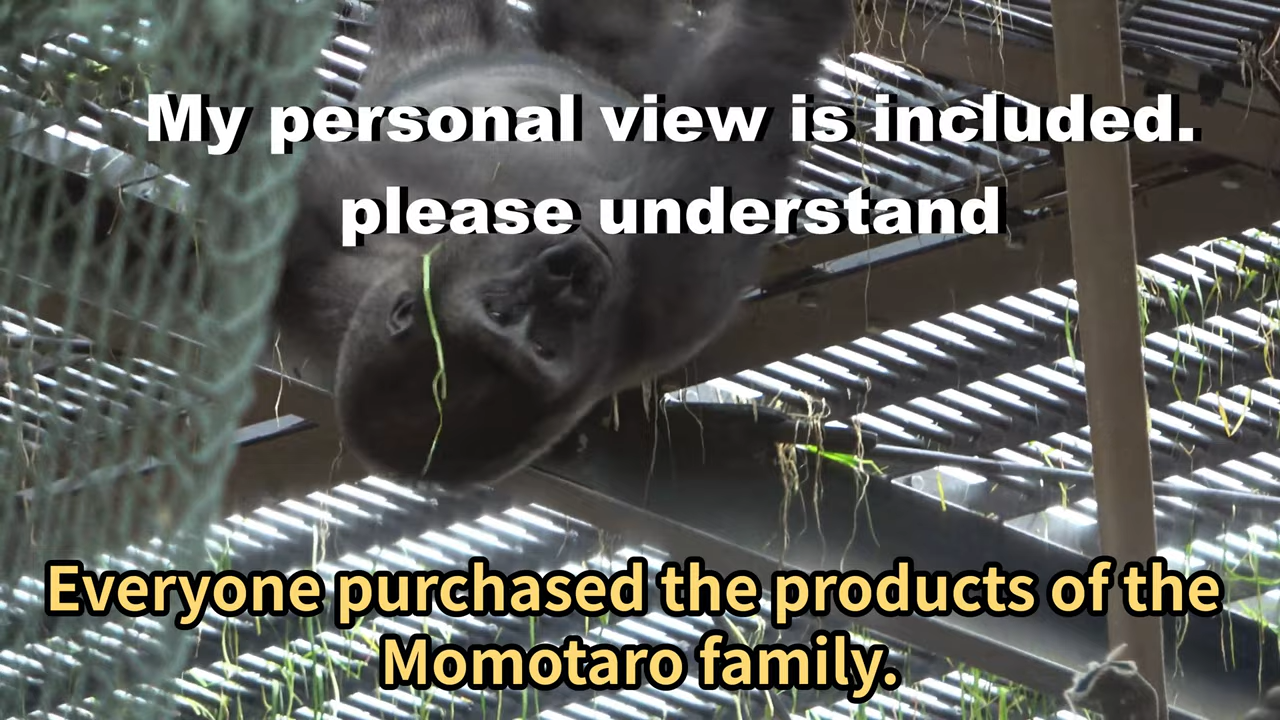 My personal view is included.
please understand
Everyone purchased the products of the
Momotaro family.